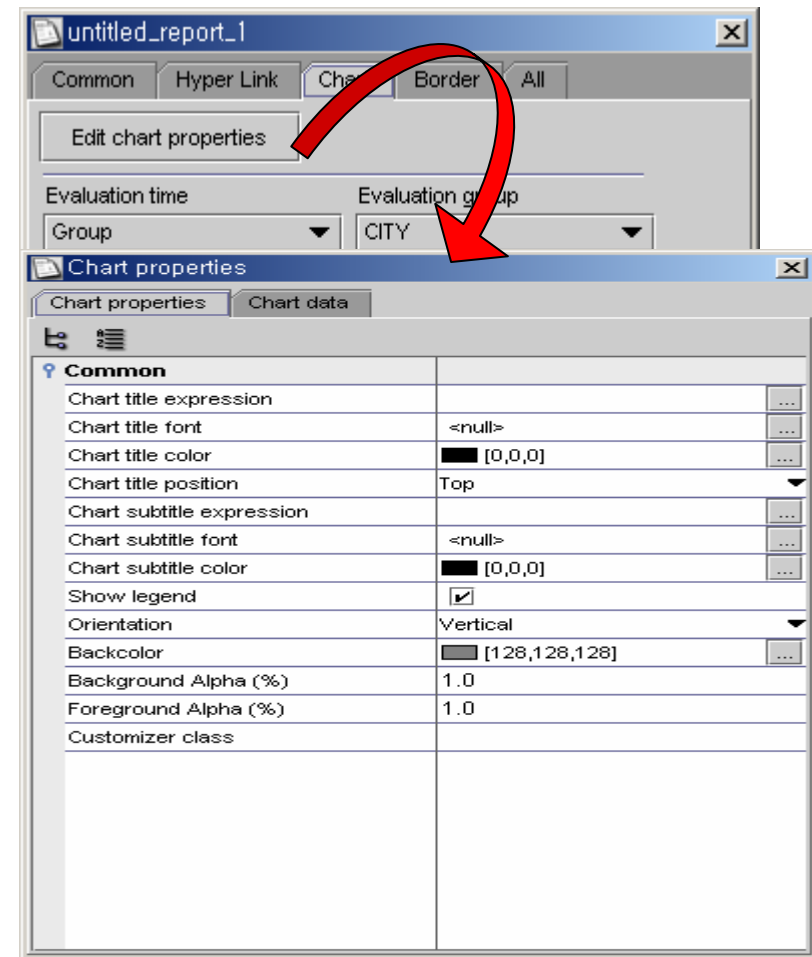 untitled_report_1
Common Hyper Link Border All
Edit chart properties
Evaluation time Evaluation
Group CITY
Chart properties
Chart properties Chart data
Common
Chart title expression ...
Chart title font <null> ...
Chart title color [0,0,0] ...
Chart title position Top
Chart subtitle expression ...
Chart subtitle font <null> ...
Chart subtitle color [0,0,0] ...
Show legend
Orientation Vertical
Backcolor [128,128,128] ...
Background Alpha (%) 1.0
Foreground Alpha (%) 1.0
Customizer class